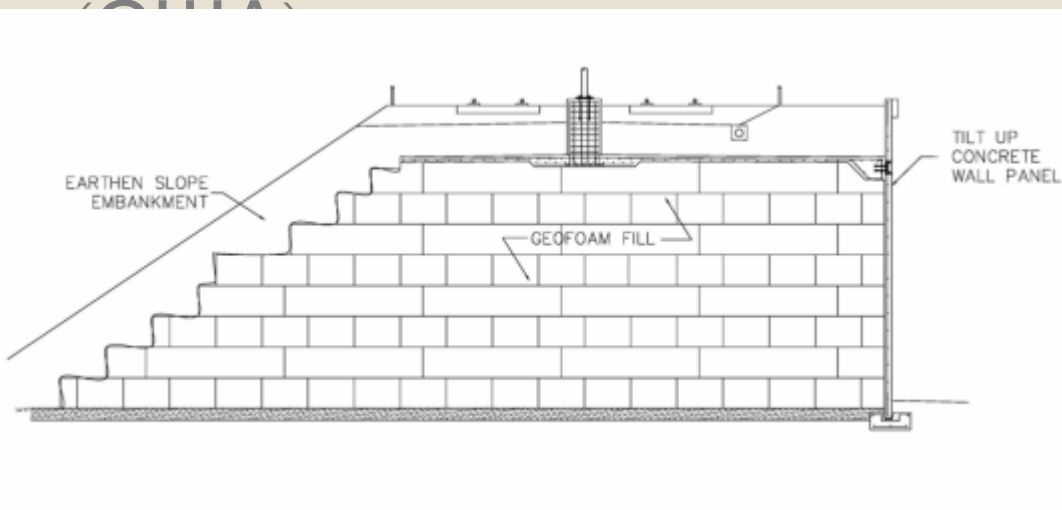 EARTHEN SLOPE
EMBANKMENT
GEOFOAM FILL
TILT UP
CONCRETE
WALL PANEL